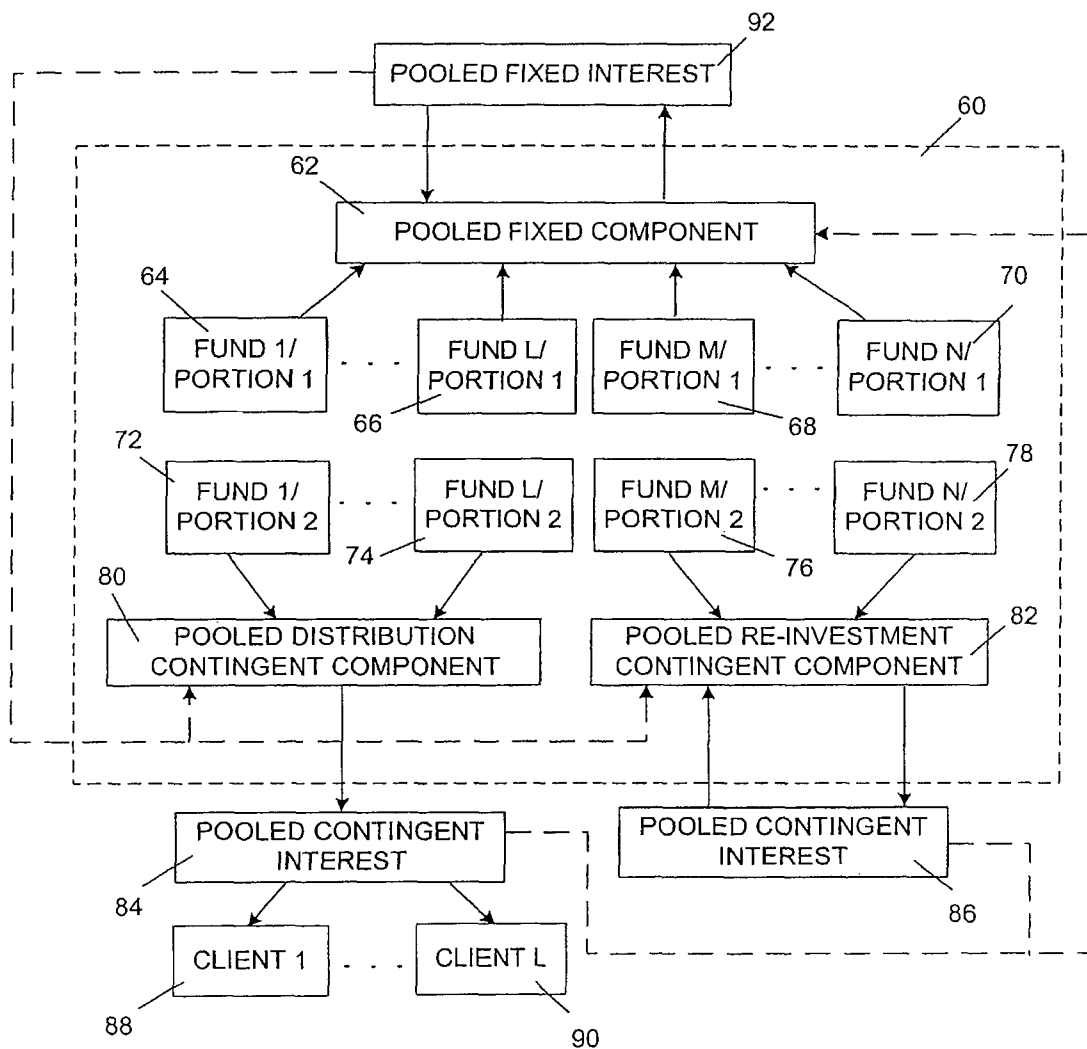 92
POOLED FIXED INTEREST
60
62
POOLED FIXED COMPONENT
64
70
FUND 1/
PORTION 1
. . .
FUND L/
PORTION 1
FUND M/
PORTION 1
. . .
FUND N/
PORTION 1
66
68
72
78
FUND 1/
PORTION 2
. . .
FUND L/
PORTION 2
FUND M/
PORTION 2
. . .
FUND N/
PORTION 2
74
76
80
82
POOLED DISTRIBUTION
CONTINGENT COMPONENT
POOLED RE-INVESTMENT
CONTINGENT COMPONENT
POOLED CONTINGENT
INTEREST
POOLED CONTINGENT
INTEREST
84
86
CLIENT 1
. . .
CLIENT L
88
90